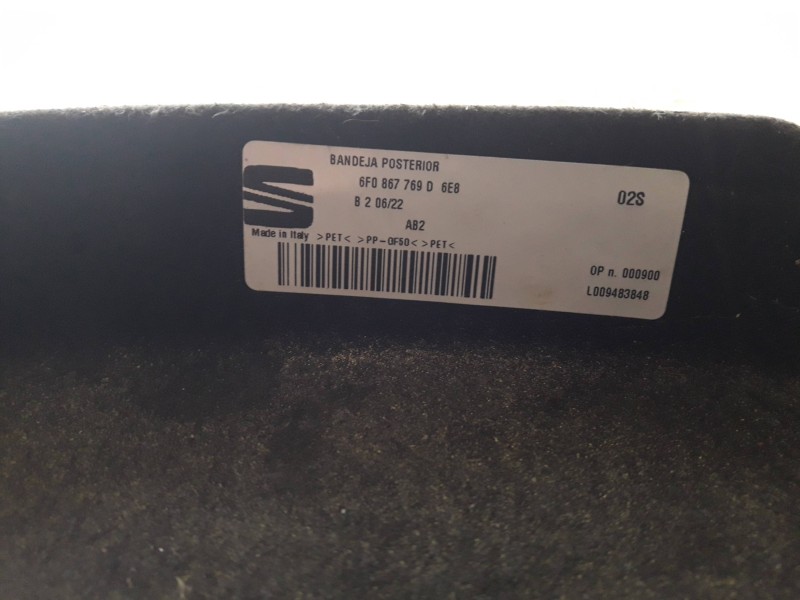 BANDEJA POSTERIOR
6F0 867 769 D 6E8
02S
8 2 06/22
AB2
Made in Italy >PET< >PP-GF50< >PET<
OP n. 000900
L009483848